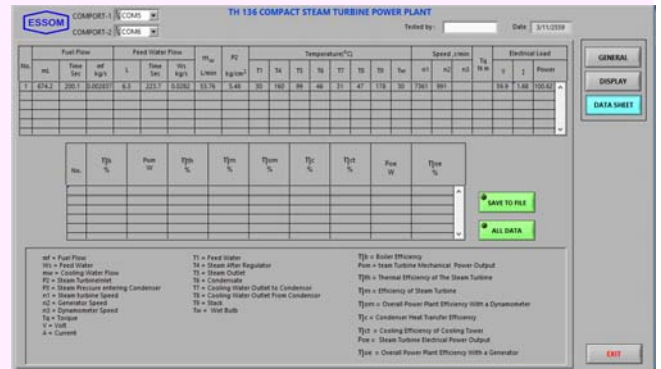 ESSOM
COMPORT-1 COM5
COMPORT-2 COM6
TH 136 COMPACT STEAM TURBINE POWER PLANT
Tested by :
Date 3/11/2559
GENERAL
DISPLAY
DATA SHEET
No.
Fuel Flow
mL
Time Sec
mf kg/s
Feed Water Flow
L
Time Sec
Ws kg/s
mw
L/min
P2
kg/cm²
Temperature(°C)
T1 T4 T5 T6 T7 T8 T9 Tw
Speed ,r/min
n1 n2 n3
Tq
N m
Electrical Load
V I Power
1 674.2 200.1 0.002837 6.3 223.7 0.0282 53.76 5.46 30 160 99 46 31 47 178 30 7361 991 59.9 1.68 100.62
No.
ηb %
Psm W
ηth %
ηm %
ηom %
ηc %
ηct %
Poe W
ηoe %
SAVE TO FILE
ALL DATA
mf = Fuel Flow
Ws = Feed Water
mw = Cooling Water Flow
P2 = Steam TurbineInlet
P3 = Steam Pressure entering Condenser
n1 = Steam turbine Speed
n2 = Generator Speed
n3 = Dynamometer Speed
Tq = Torque
V = Volt
A = Current
T1 = Feed Water
T4 = Steam After Regulator
T5 = Steam Outlet
T6 = Condensate
T7 = Cooling Water Outlet to Condensor
T8 = Cooling Water Outlet From Condensor
T9 = Stack
Tw = Wet Bulb
ηb = Boiler Efficiency
Psm = team Turbine Mechanical Power Output
ηth = Thermal Efficiency of The Steam Turbine
ηm = Efficiency of Steam Turbine
ηom = Overall Power Plant Efficiency With a Dynamometer
ηc = Condenser Heat Transfer Efficiency
ηct = Cooling Efficiency of Cooling Tower
Poe = Steam Turbine Electrical Power Output
ηoe = Overall Power Plant Efficiency With a Generator
EXIT